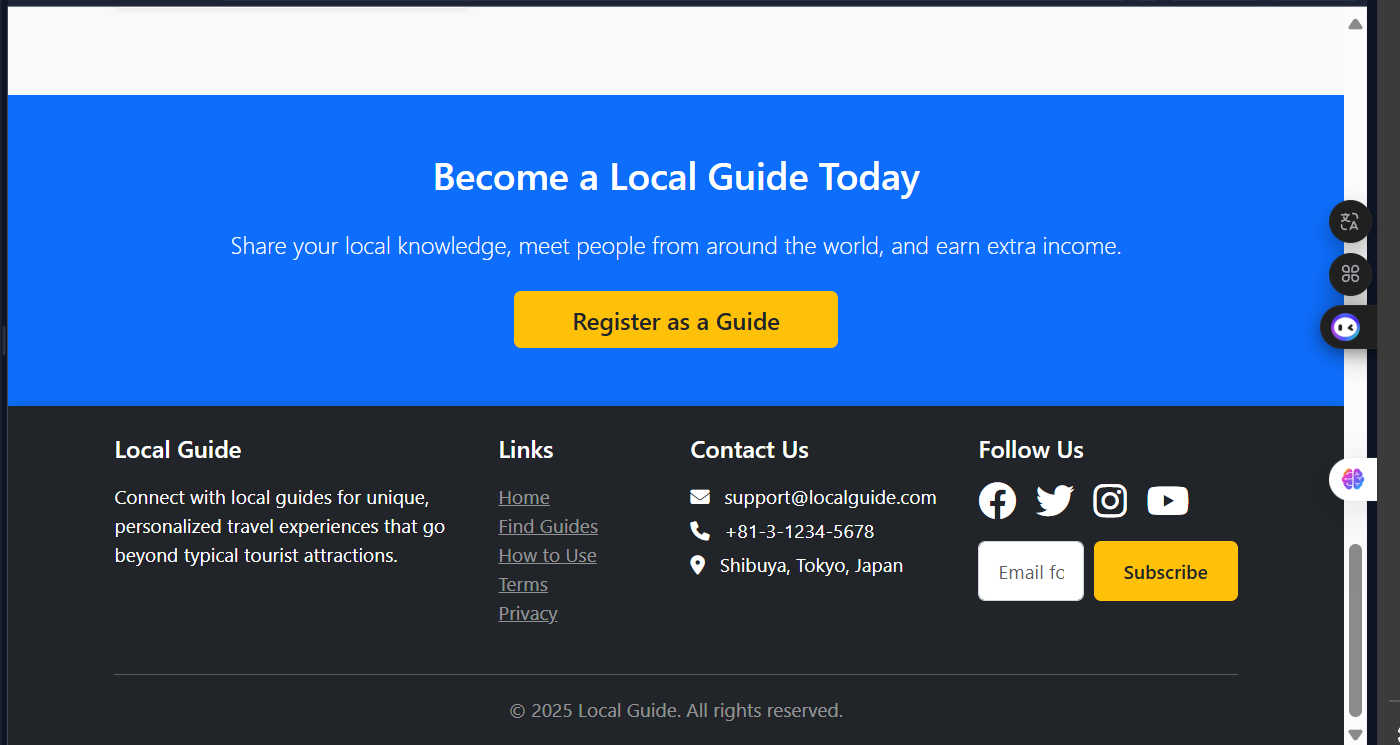 Become a Local Guide Today
Share your local knowledge, meet people from around the world, and earn extra income.
Register as a Guide
Local Guide
Connect with local guides for unique,
personalized travel experiences that go
beyond typical tourist attractions.
Links
Home
Find Guides
How to Use
Terms
Privacy
Contact Us
support@localguide.com
+81-3-1234-5678
Shibuya, Tokyo, Japan
Follow Us
Email fo
Subscribe
© 2025 Local Guide. All rights reserved.